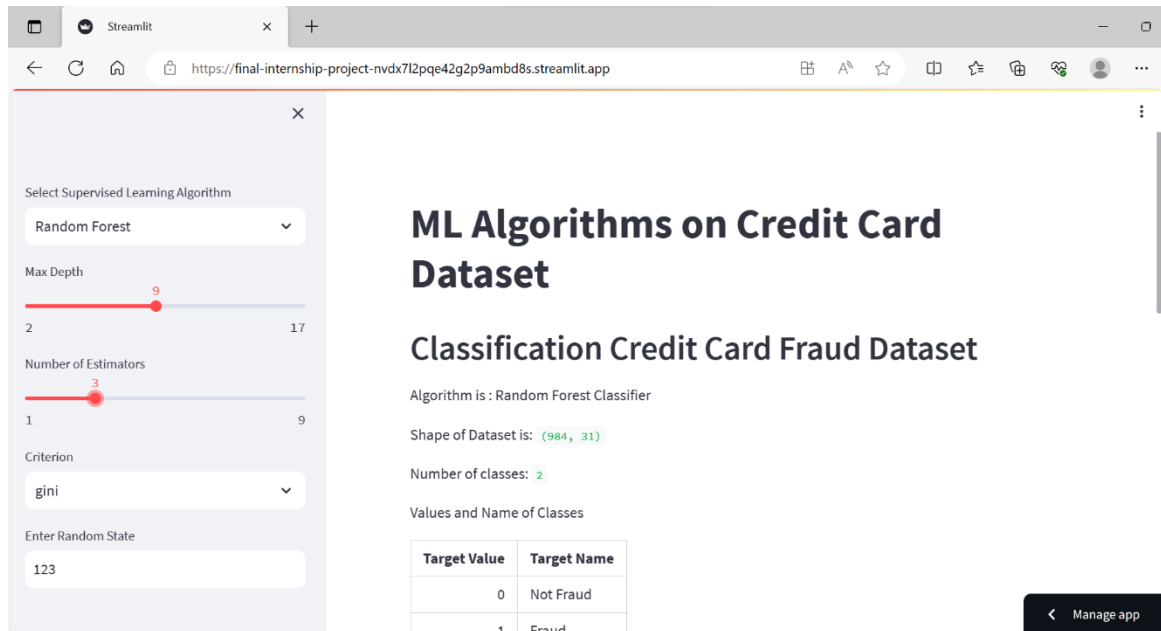 Streamlit
https://final-internship-project-nvdx7l2pqe42g2p9ambd8s.streamlit.app
Select Supervised Learning Algorithm
Random Forest
Max Depth
9
2 17
Number of Estimators
3
1 9
Criterion
gini
Enter Random State
123
ML Algorithms on Credit Card
Dataset
Classification Credit Card Fraud Dataset
Algorithm is : Random Forest Classifier
Shape of Dataset is: (984, 31)
Number of classes: 2
Values and Name of Classes
Target Value Target Name
0 Not Fraud
1 Fraud
Manage app